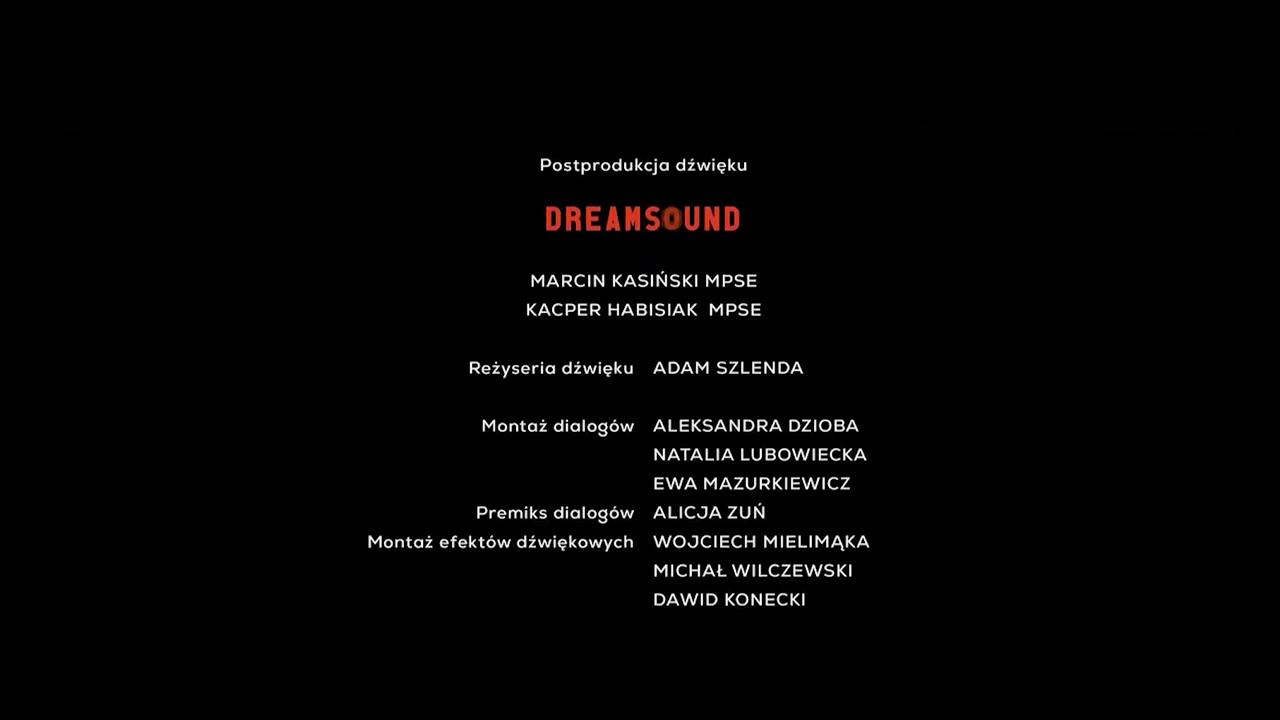 Postprodukcja dźwięku
DREAMSOUND
MARCIN KASIŃSKI MPSE
KACPER HABISIAK MPSE
Reżyseria dźwięku ADAM SZLENDA
Montaż dialogów ALEKSANDRA DZIOBA
NATALIA LUBOWIECKA
EWA MAZURKIEWICZ
Premiks dialogów ALICJA ZUŃ
Montaż efektów dźwiękowych WOJCIECH MIELIMĄKA
MICHAŁ WILCZEWSKI
DAWID KONECKI